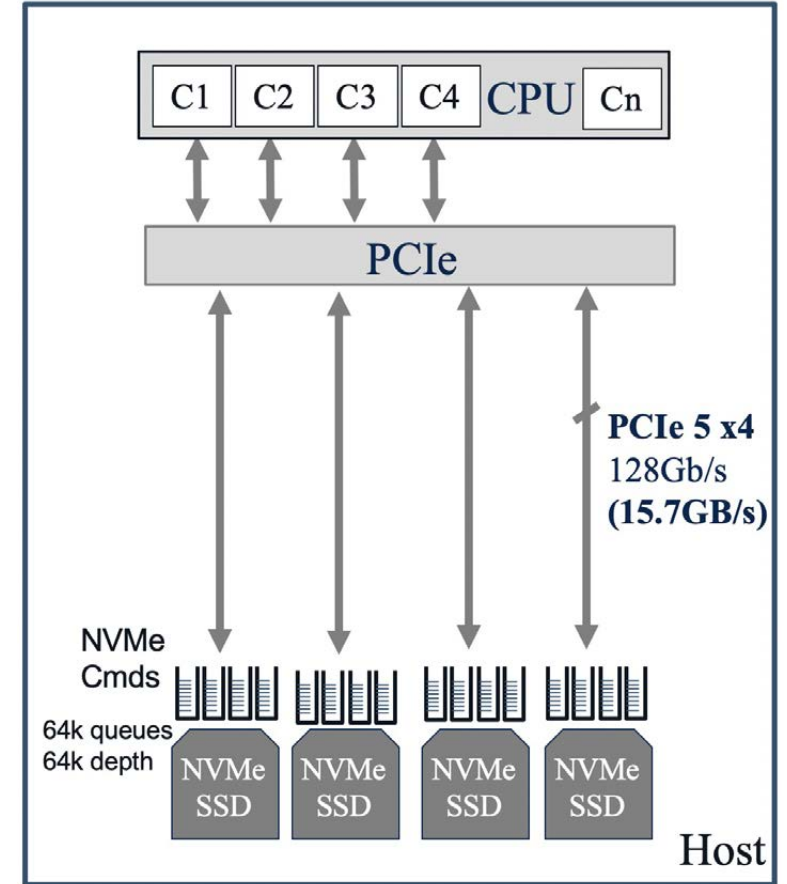 C1 C2 C3 C4 CPU Cn
PCIe
PCIe 5 x4
128Gb/s
(15.7GB/s)
NVMe
Cmds
64k queues
64k depth
NVMe
SSD
NVMe
SSD
NVMe
SSD
NVMe
SSD
Host